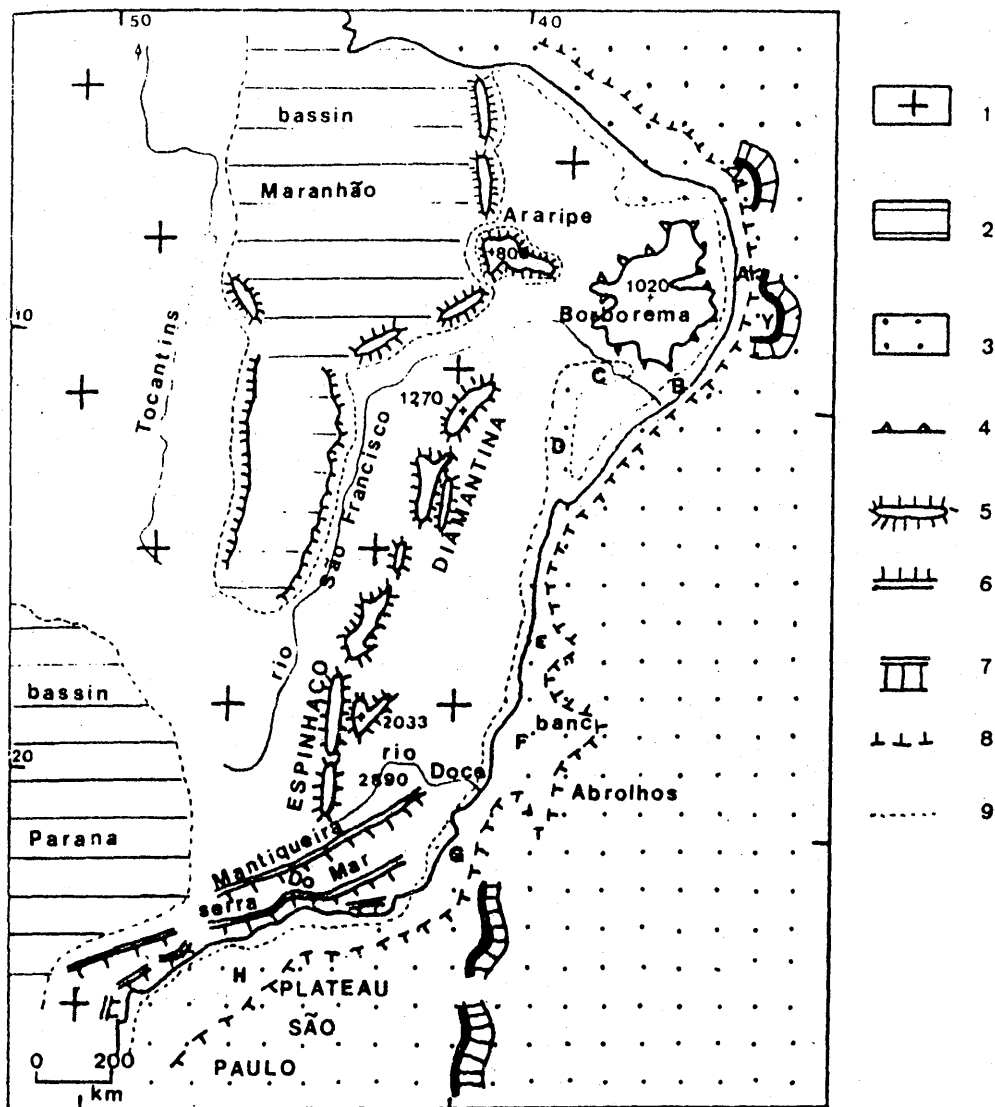 50
40
bassin
Maranhão
Araripe
800
1020
Borborema
Y
10
Tocantins
C
B
1270
São Francisco
DIAMANTINA
D
rio
E
bassin
ESPINHAÇO
2033
banc
F
20
rio Doce
2890
Abrolhos
Parana
Mantiqueira
T
G
serra Do Mar
H
PLATEAU
SÃO
PAULO
0 200
km
1
2
3
4
5
6
7
8
9